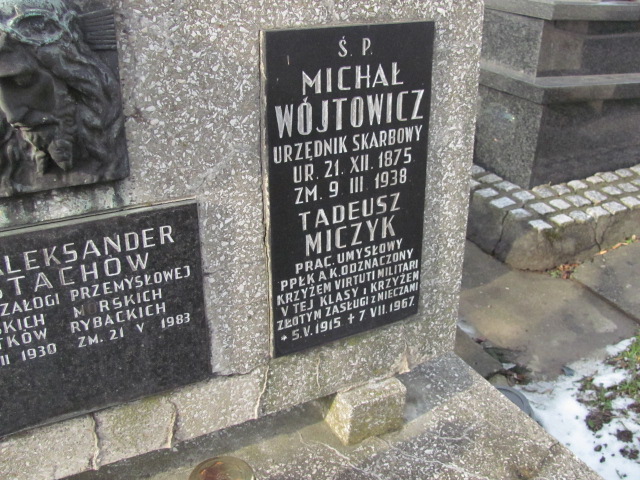 Ś. P.
MICHAŁ
WÓJTOWICZ
URZĘDNIK SKARBOWY
UR. 21. XII. 1875
ZM. 9 III. 1938
TADEUSZ
MICZYK
PRAC. UMYSŁOWY
PPŁK A.K. ODZNACZONY
KRZYŻEM VIRTUTI MILITARI
V TEJ KLASY I KRZYŻEM
ZŁOTYM ZASŁUGI Z MIECZAMI
* 5. V. 1915 + 7 VII. 1967.
ALEKSANDER
STACHÓW
ZAŁOGI PRZEMYSŁOWEJ
MORSKICH
RYBACKICH
1930 ZM. 21 V 1983